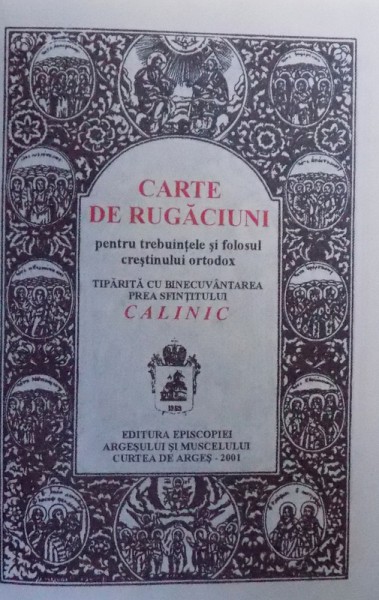 CARTE
DE RUGĂCIUNI
pentru trebuințele și folosul
creștinului ortodox
TIPĂRITĂ CU BINECUVÂNTAREA
PREA SFINȚITULUI
CALINIC
EDITURA EPISCOPIEI
ARGEȘULUI ȘI MUSCELULUI
CURTEA DE ARGEȘ - 2001